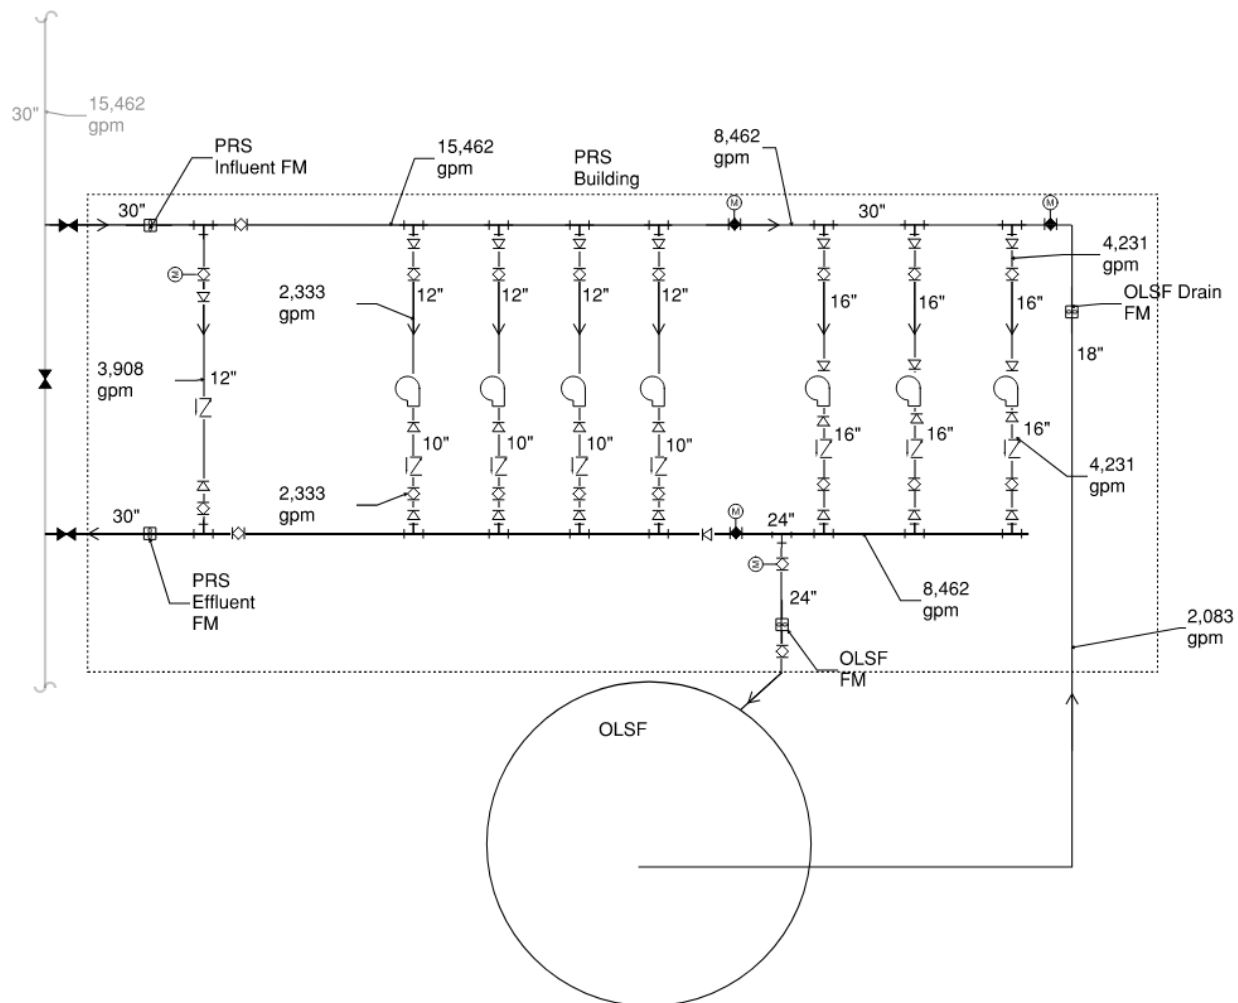 30"
15,462
gpm
PRS
Influent FM
15,462
gpm
PRS
Building
8,462
gpm
30"
M
30"
M
4,231
gpm
M
2,333
gpm
12"
12"
12"
12"
16"
16"
16"
OLSF Drain
FM
3,908
gpm
12"
18"
10"
10"
10"
10"
16"
16"
16"
4,231
gpm
2,333
gpm
30"
M
24"
PRS
Effluent
FM
M
24"
8,462
gpm
2,083
gpm
OLSF
FM
OLSF